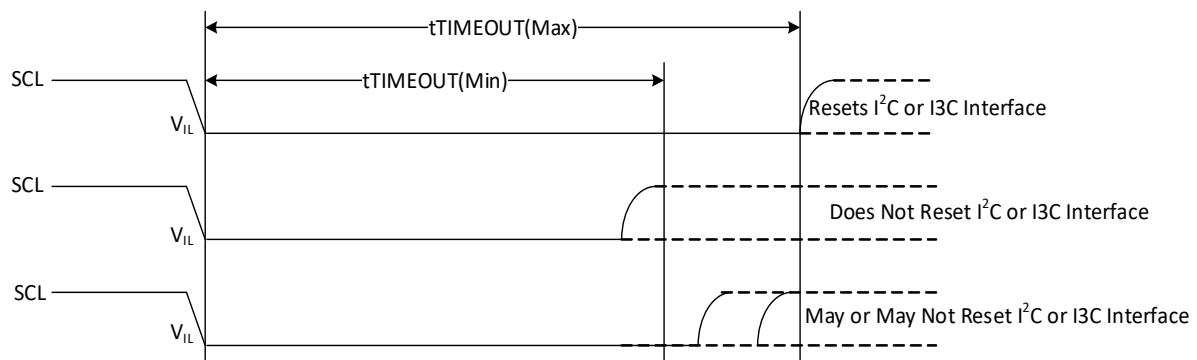 tTIMEOUT(Max)
SCL
tTIMEOUT(Min)
Resets I²C or I3C Interface
VIL
SCL
Does Not Reset I²C or I3C Interface
VIL
SCL
May or May Not Reset I²C or I3C Interface
VIL